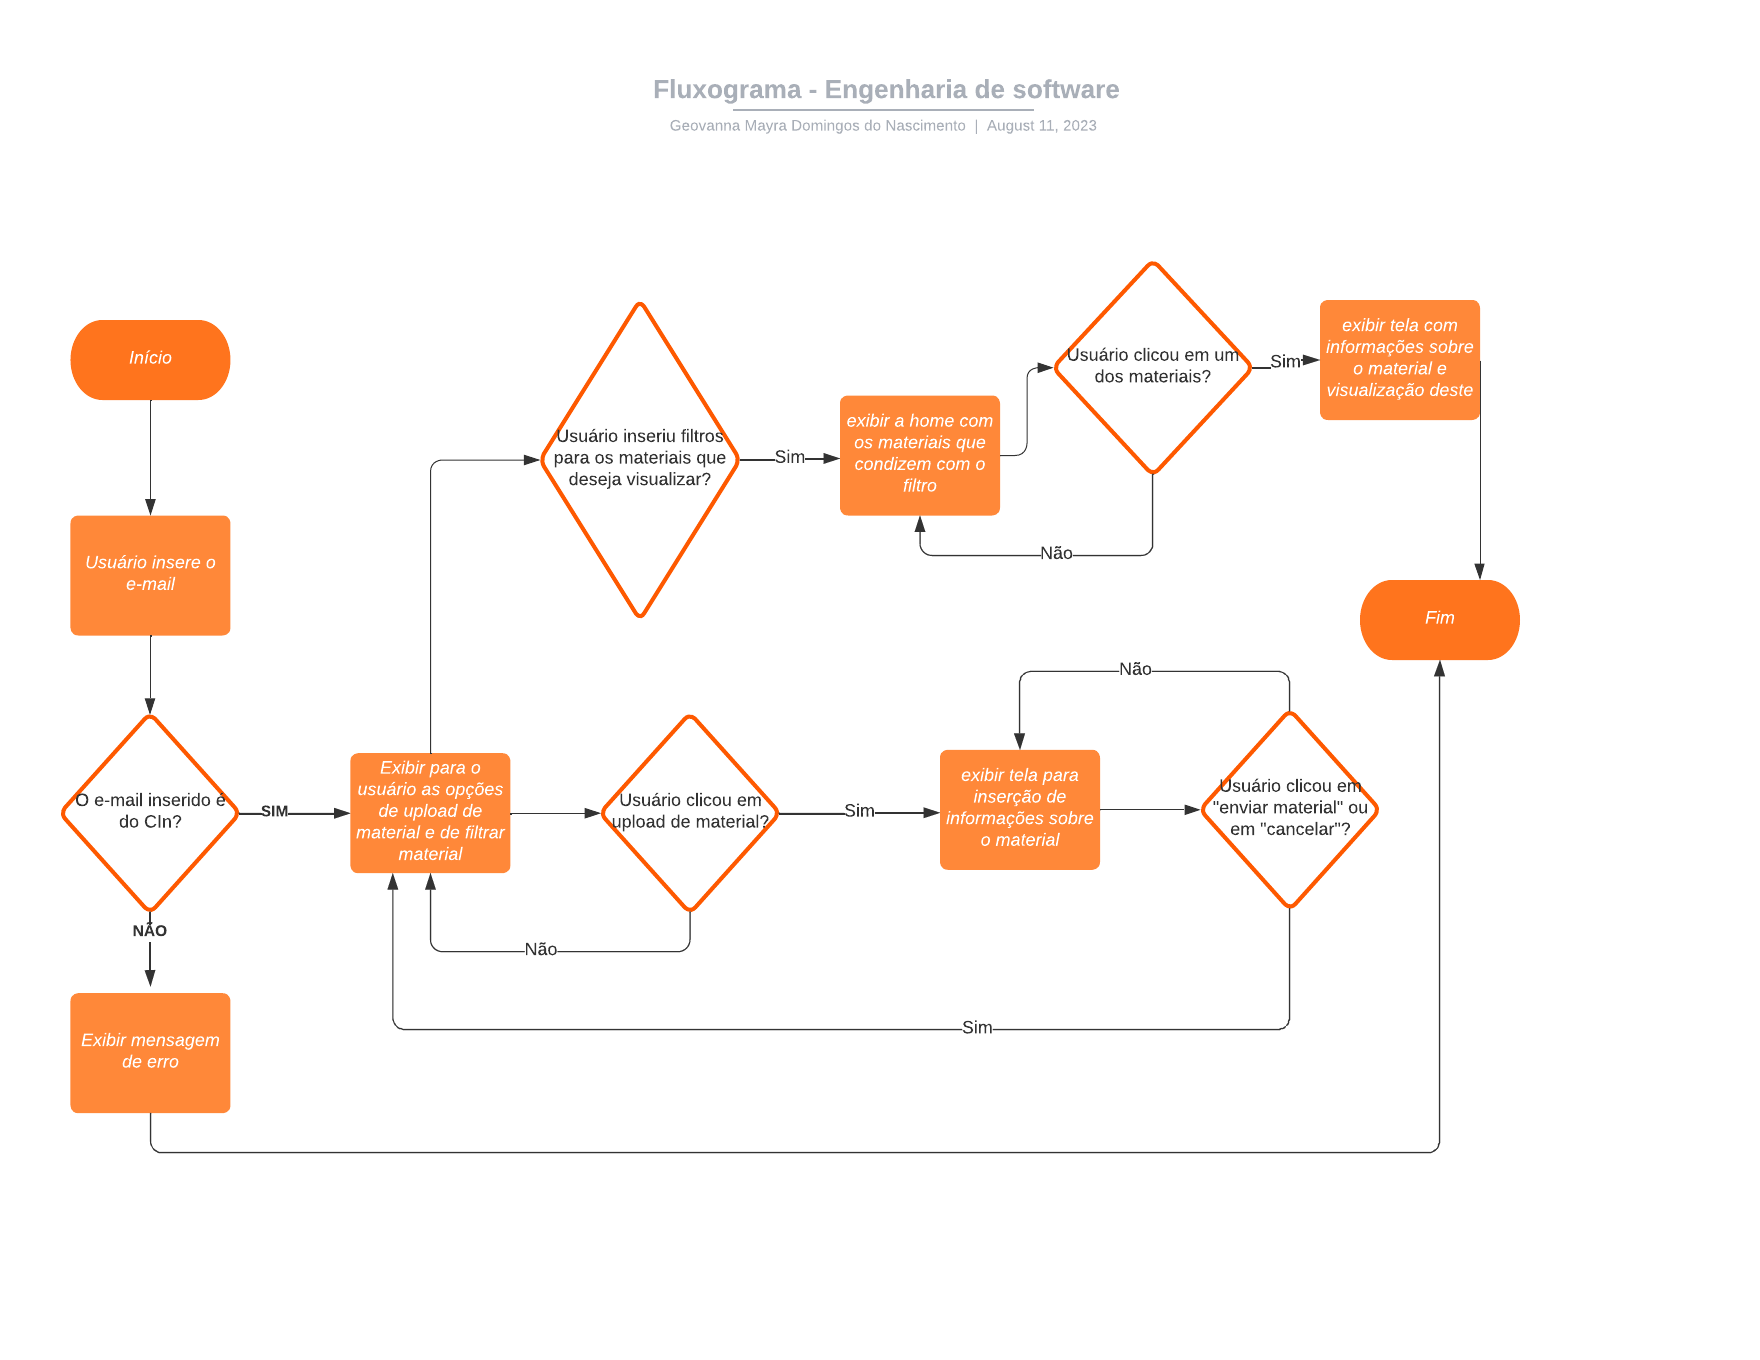 Fluxograma - Engenharia de software
Geovanna Mayra Domingos do Nascimento | August 11, 2023
Início
Usuário insere o
e-mail
O e-mail inserido é
do CIn?
SIM
NÃO
Exibir mensagem
de erro
Exibir para o
usuário as opções
de upload de
material e de filtrar
material
Usuário inseriu filtros
para os materiais que
deseja visualizar?
Sim
exibir a home com
os materiais que
condizem com o
filtro
Usuário clicou em um
dos materiais?
Não
Sim
exibir tela com
informações sobre
o material e
visualização deste
Fim
Usuário clicou em
upload de material?
Não
Sim
exibir tela para
inserção de
informações sobre
o material
Usuário clicou em
"enviar material" ou
em "cancelar"?
Não
Sim